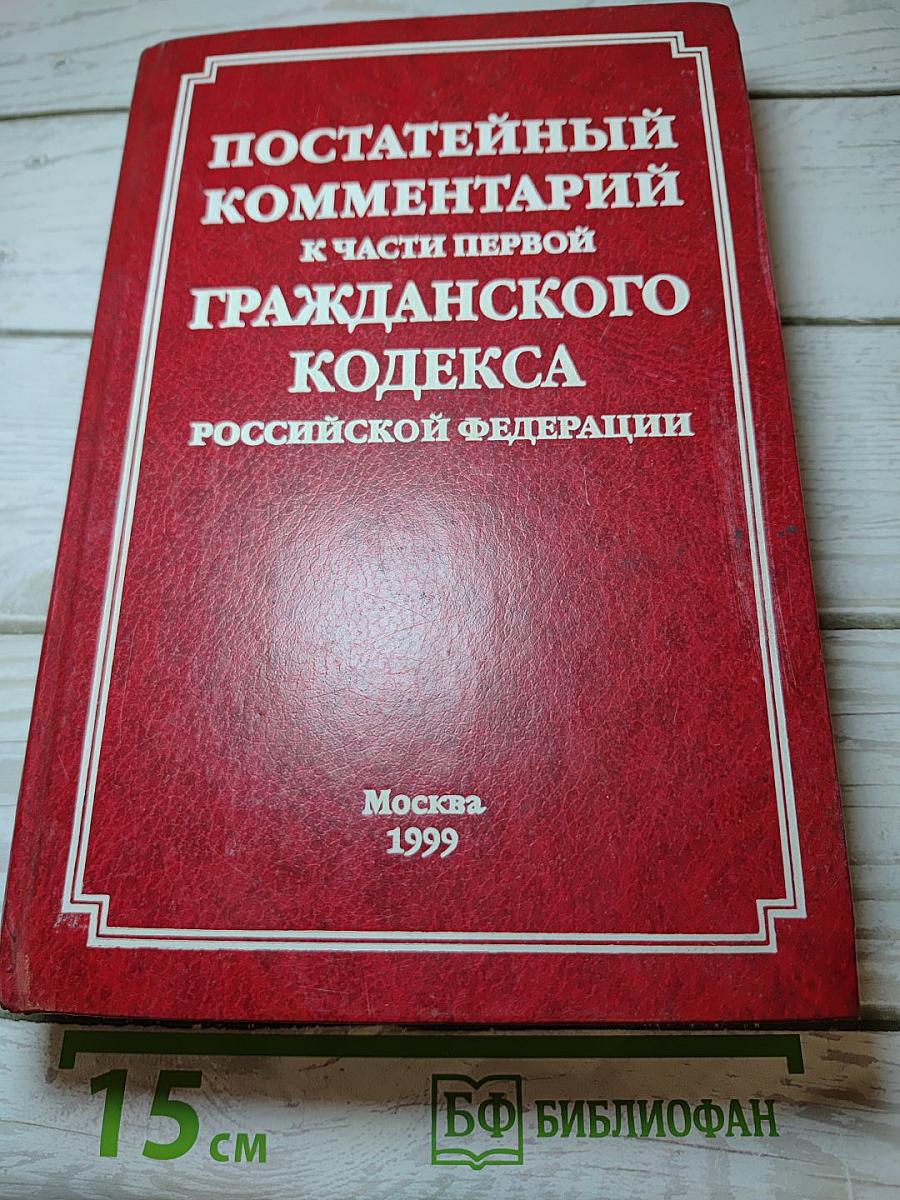 ПОСТАТЕЙНЫЙ
КОММЕНТАРИЙ
К ЧАСТИ ПЕРВОЙ
ГРАЖДАНСКОГО
КОДЕКСА
РОССИЙСКОЙ ФЕДЕРАЦИИ
Москва
1999
15 СМ
БФ БИБЛИОФАН